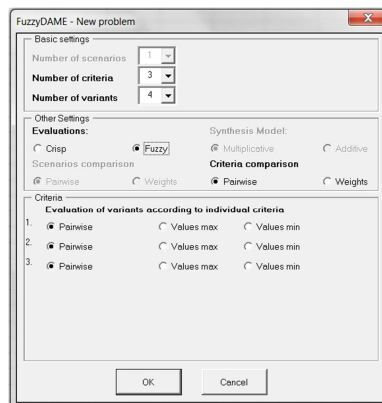 FuzzyDAME - New problem
X
Basic settings
Number of scenarios 1
Number of criteria 3
Number of variants 4
Other Settings
Evaluations: Synthesis Model:
Crisp Fuzzy Multiplicative Additive
Scenarios comparison Criteria comparison
Pairwise Weights Pairwise Weights
Criteria
Evaluation of variants according to individual criteria
1. Pairwise Values max Values min
2. Pairwise Values max Values min
3. Pairwise Values max Values min
OK Cancel